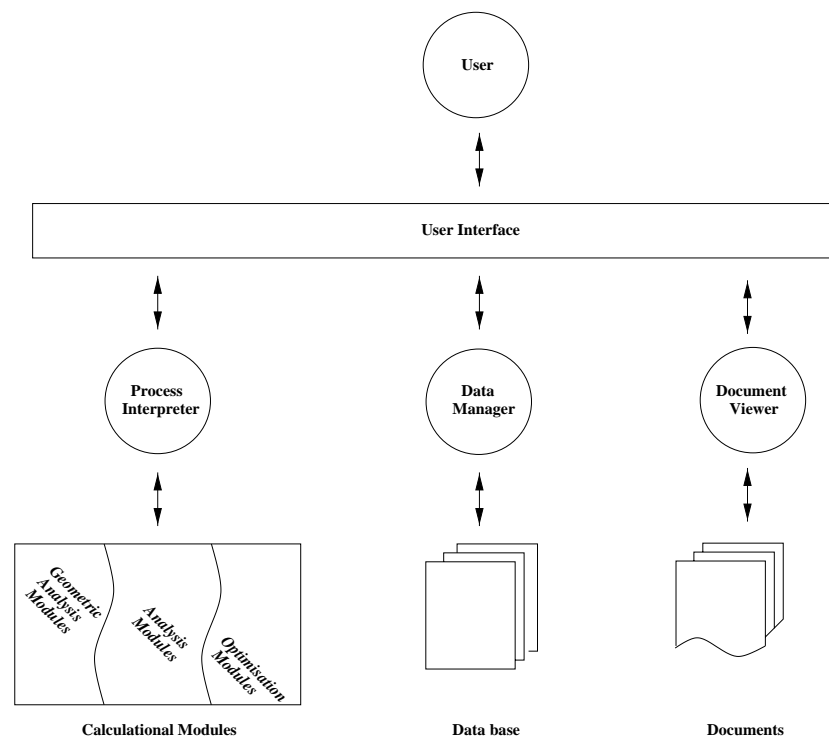 User
User Interface
Process
Interpreter
Data
Manager
Document
Viewer
Geometric
Analysis
Modules
Analysis
Modules
Optimisation
Modules
Calculational Modules
Data base
Documents